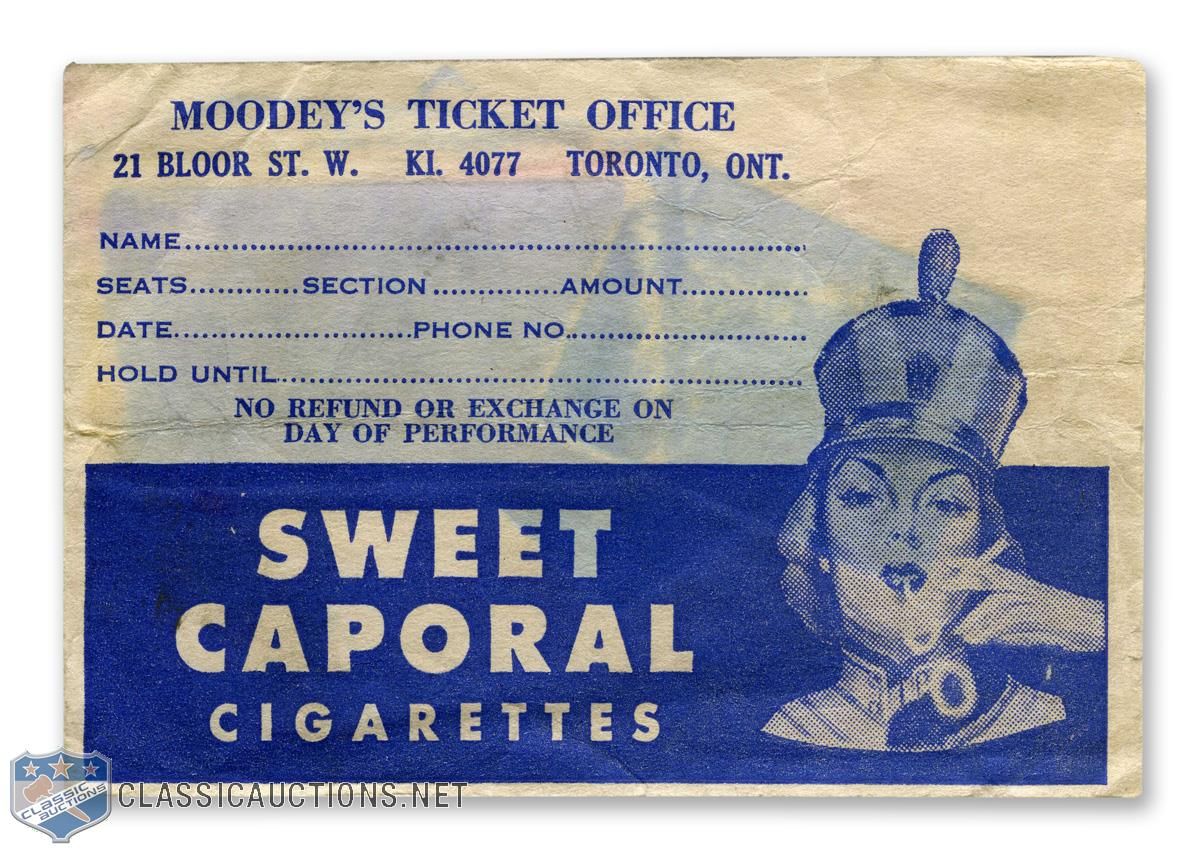 MOODEY'S TICKET OFFICE
21 BLOOR ST. W. KI. 4077 TORONTO, ONT.
NAME
SEATS SECTION AMOUNT
DATE PHONE NO.
HOLD UNTIL
NO REFUND OR EXCHANGE ON
DAY OF PERFORMANCE
SWEET
CAPORAL
CIGARETTES
CLASSIC
AUCTIONS
CLASSICAUCTIONS.NET